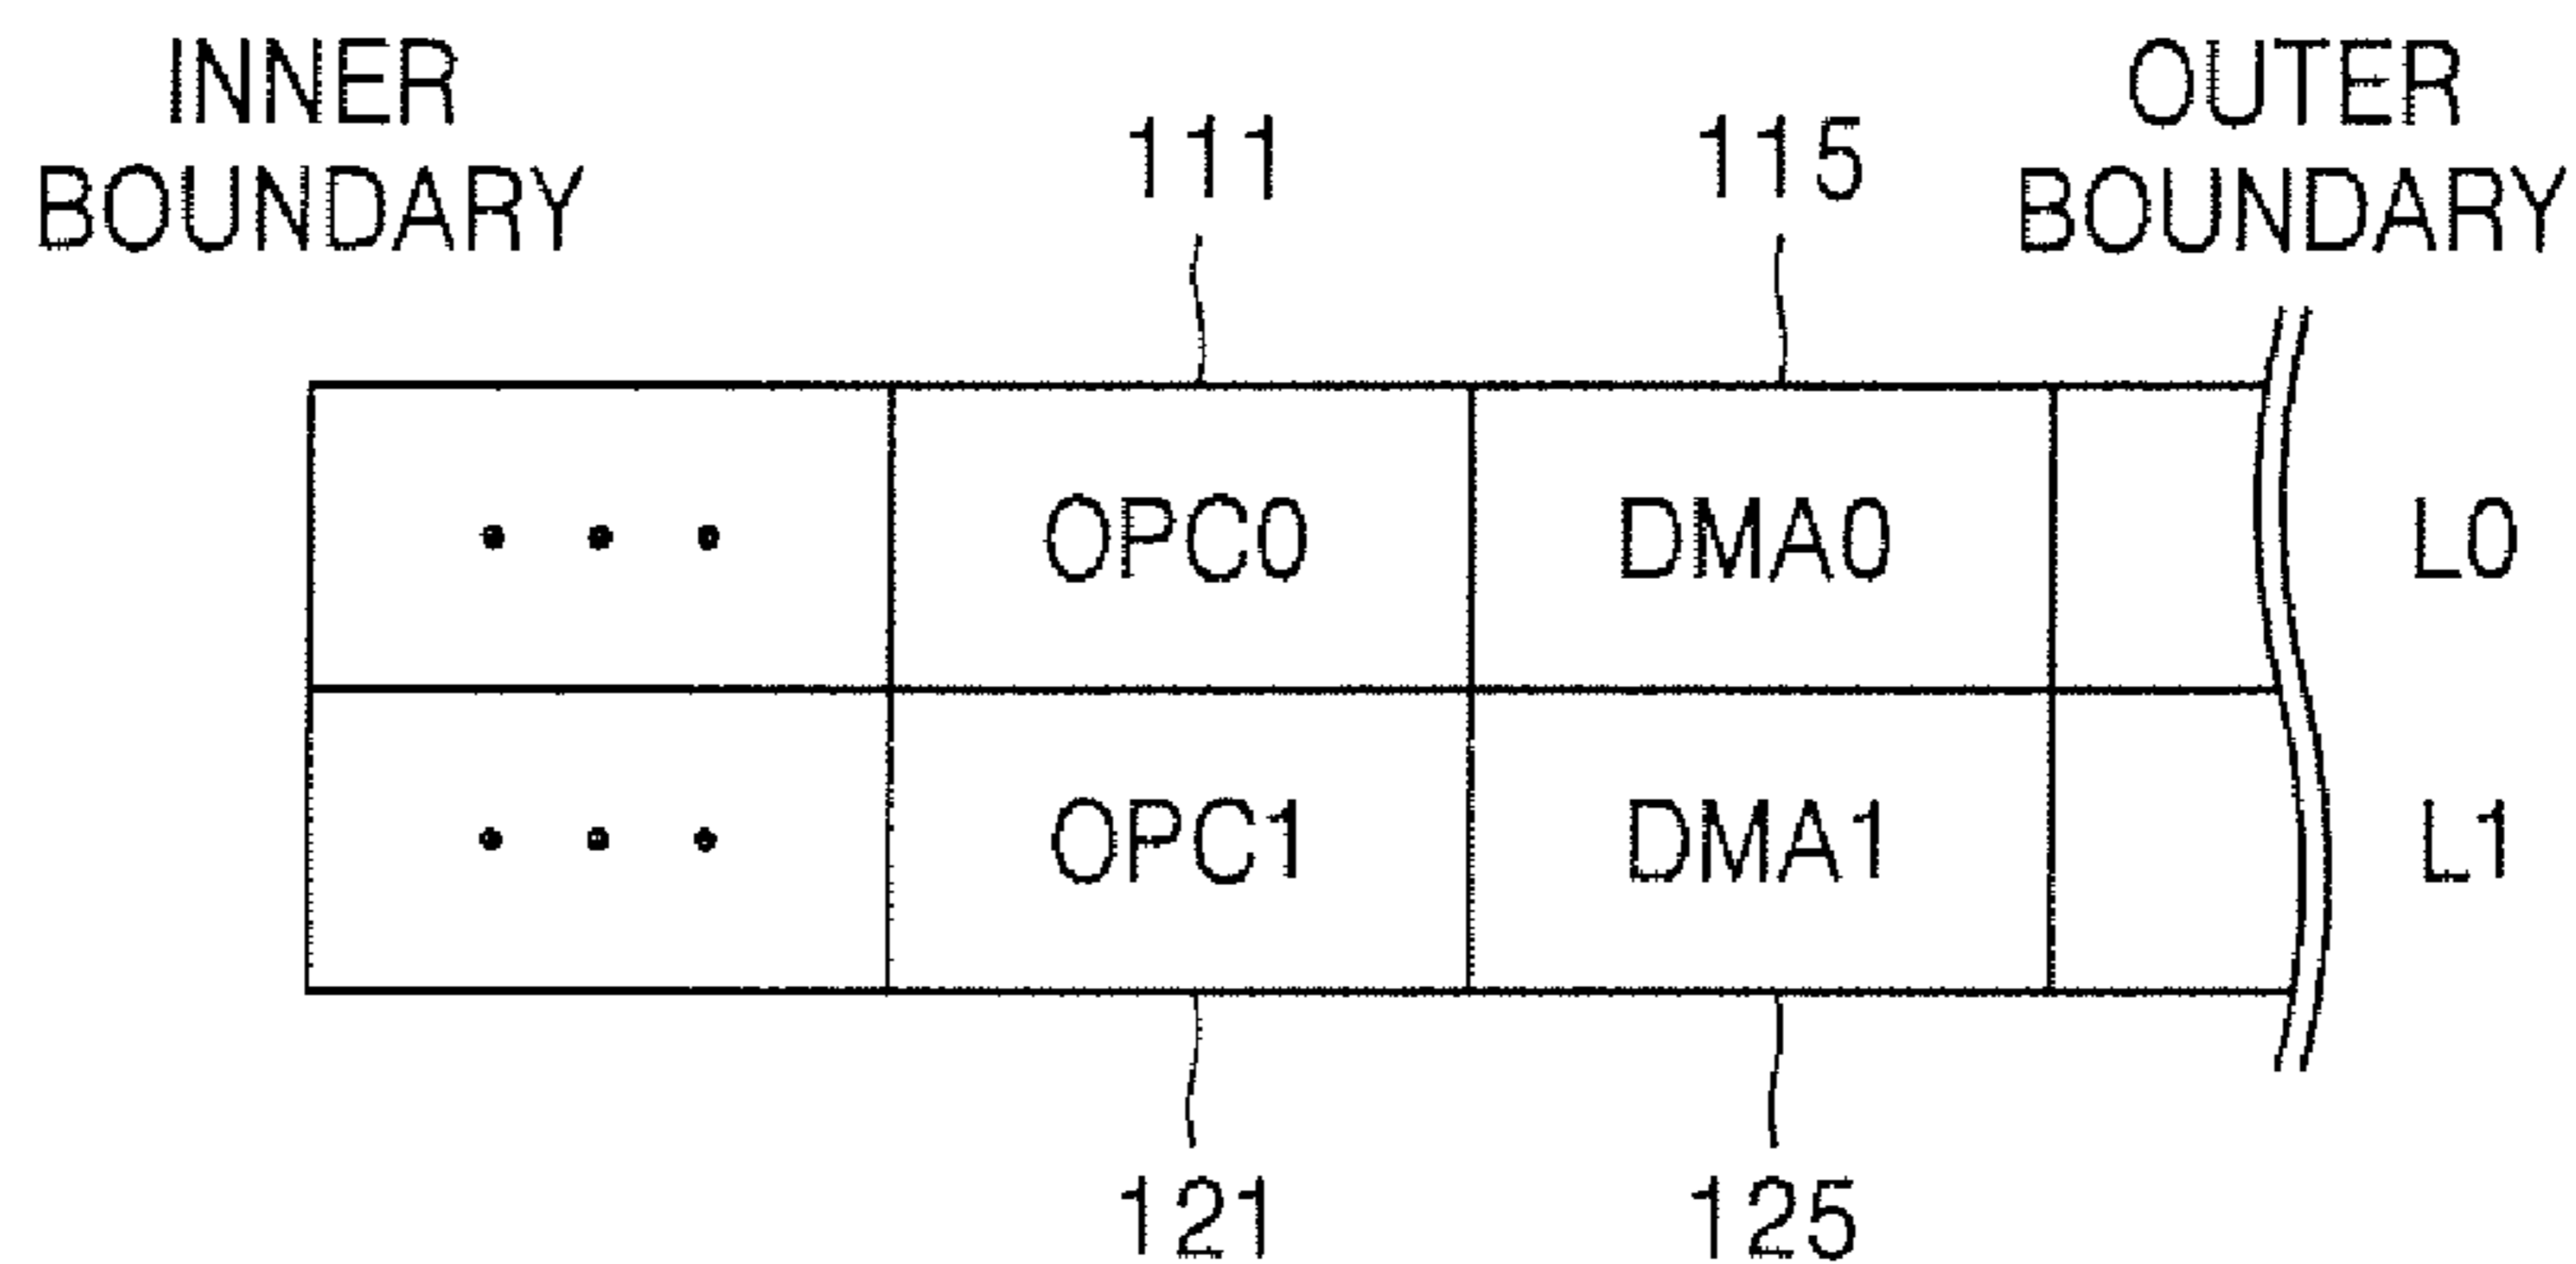 INNER
BOUNDARY
111
115
OUTER
BOUNDARY
• • •
OPC0
DMA0
L0
• • •
OPC1
DMA1
L1
121
125